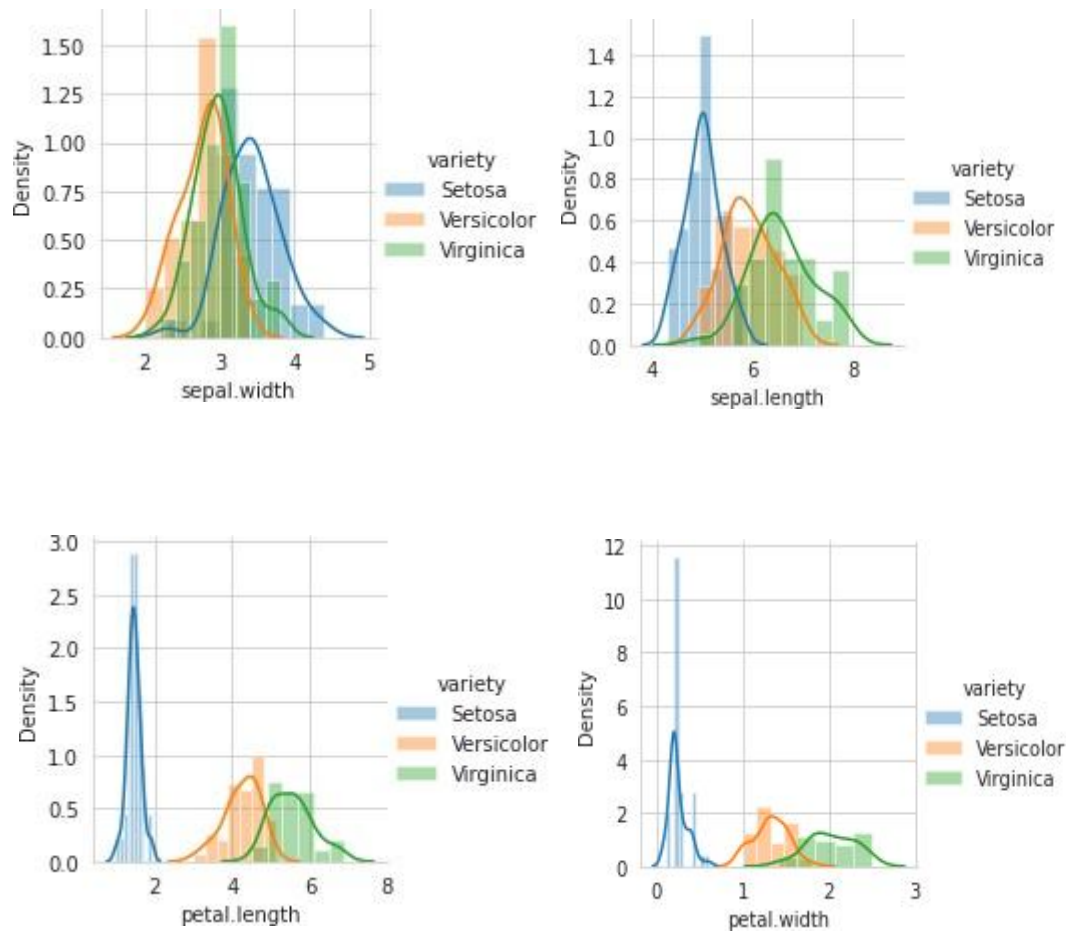 Density
1.50
1.25
1.00
0.75
0.50
0.25
0.00
2 3 4 5
sepal.width
variety
Setosa
Versicolor
Virginica
Density
1.4
1.2
1.0
0.8
0.6
0.4
0.2
0.0
4 6 8
sepal.length
variety
Setosa
Versicolor
Virginica
Density
3.0
2.5
2.0
1.5
1.0
0.5
0.0
2 4 6 8
petal.length
variety
Setosa
Versicolor
Virginica
Density
12
10
8
6
4
2
0
0 1 2 3
petal.width
variety
Setosa
Versicolor
Virginica